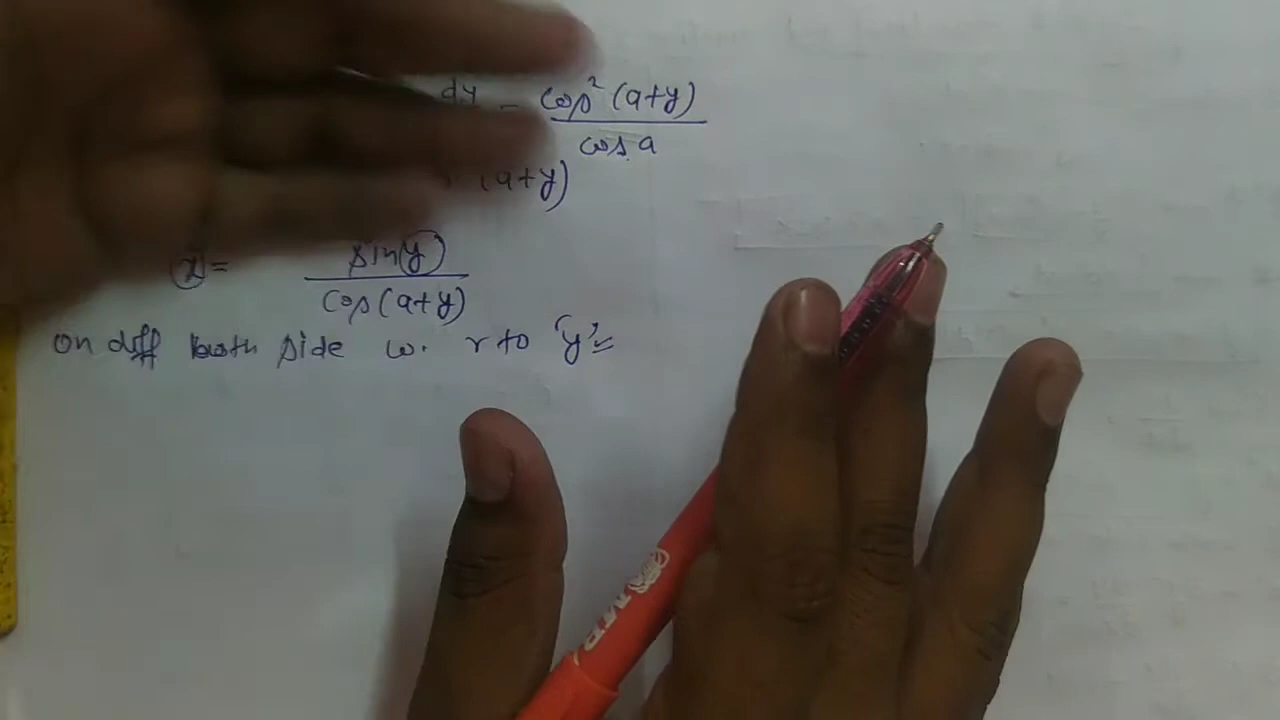 dy = cos² (a+y) / cos a
(a+y)
x = sin(y) / cos(a+y)
on diff both side w. r to 'y'